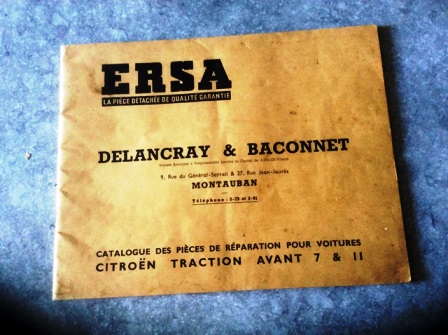 ERSA
LA PIÈCE DÉTACHÉE DE QUALITÉ GARANTIE
DELANCRAY & BACONNET
9, Rue du Général-Sarrail & 27, Rue Jean-Jaurès
MONTAUBAN
Téléphone :
CATALOGUE DES PIÈCES DE RÉPARATION POUR VOITURES
CITROËN TRACTION AVANT 7 & 11